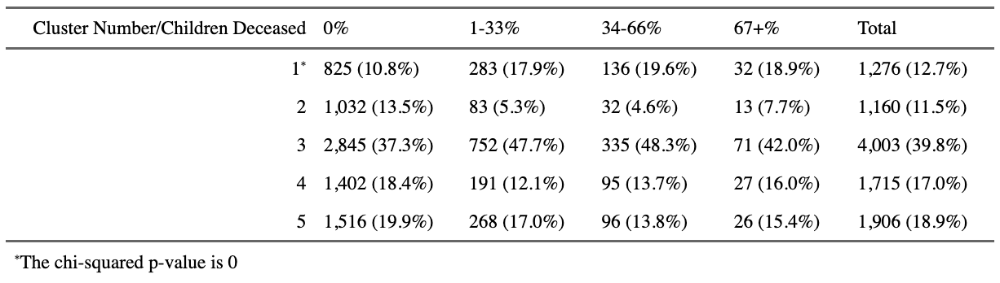 Cluster Number/Children Deceased 0% 1-33% 34-66% 67+% Total
1* 825 (10.8%) 283 (17.9%) 136 (19.6%) 32 (18.9%) 1,276 (12.7%)
2 1,032 (13.5%) 83 (5.3%) 32 (4.6%) 13 (7.7%) 1,160 (11.5%)
3 2,845 (37.3%) 752 (47.7%) 335 (48.3%) 71 (42.0%) 4,003 (39.8%)
4 1,402 (18.4%) 191 (12.1%) 95 (13.7%) 27 (16.0%) 1,715 (17.0%)
5 1,516 (19.9%) 268 (17.0%) 96 (13.8%) 26 (15.4%) 1,906 (18.9%)
*The chi-squared p-value is 0